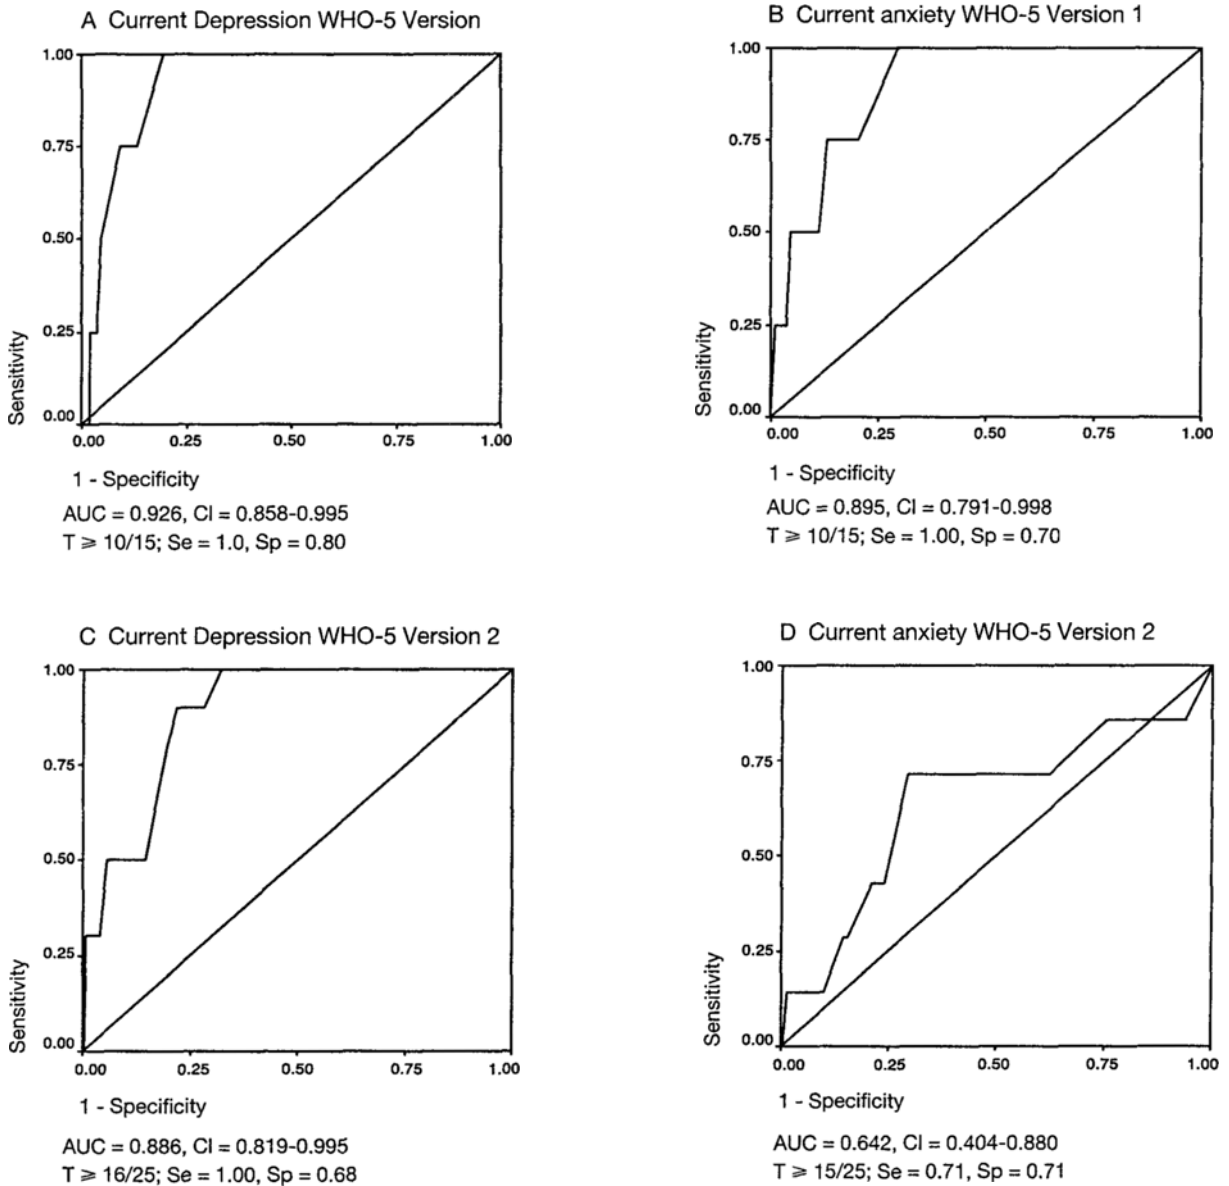 A Current Depression WHO-5 Version
1.00
0.75
0.50
0.25
0.00
Sensitivity
0.00 0.25 0.50 0.75 1.00
1 - Specificity
AUC = 0.926, CI = 0.858-0.995
T ⩾ 10/15; Se = 1.0, Sp = 0.80
B Current anxiety WHO-5 Version 1
1.00
0.75
0.50
0.25
0.00
Sensitivity
0.00 0.25 0.50 0.75 1.00
1 - Specificity
AUC = 0.895, CI = 0.791-0.998
T ⩾ 10/15; Se = 1.00, Sp = 0.70
C Current Depression WHO-5 Version 2
1.00
0.75
0.50
0.25
0.00
Sensitivity
0.00 0.25 0.50 0.75 1.00
1 - Specificity
AUC = 0.886, CI = 0.819-0.995
T ⩾ 16/25; Se = 1.00, Sp = 0.68
D Current anxiety WHO-5 Version 2
1.00
0.75
0.50
0.25
0.00
Sensitivity
0.00 0.25 0.50 0.75 1.00
1 - Specificity
AUC = 0.642, CI = 0.404-0.880
T ⩾ 15/25; Se = 0.71, Sp = 0.71